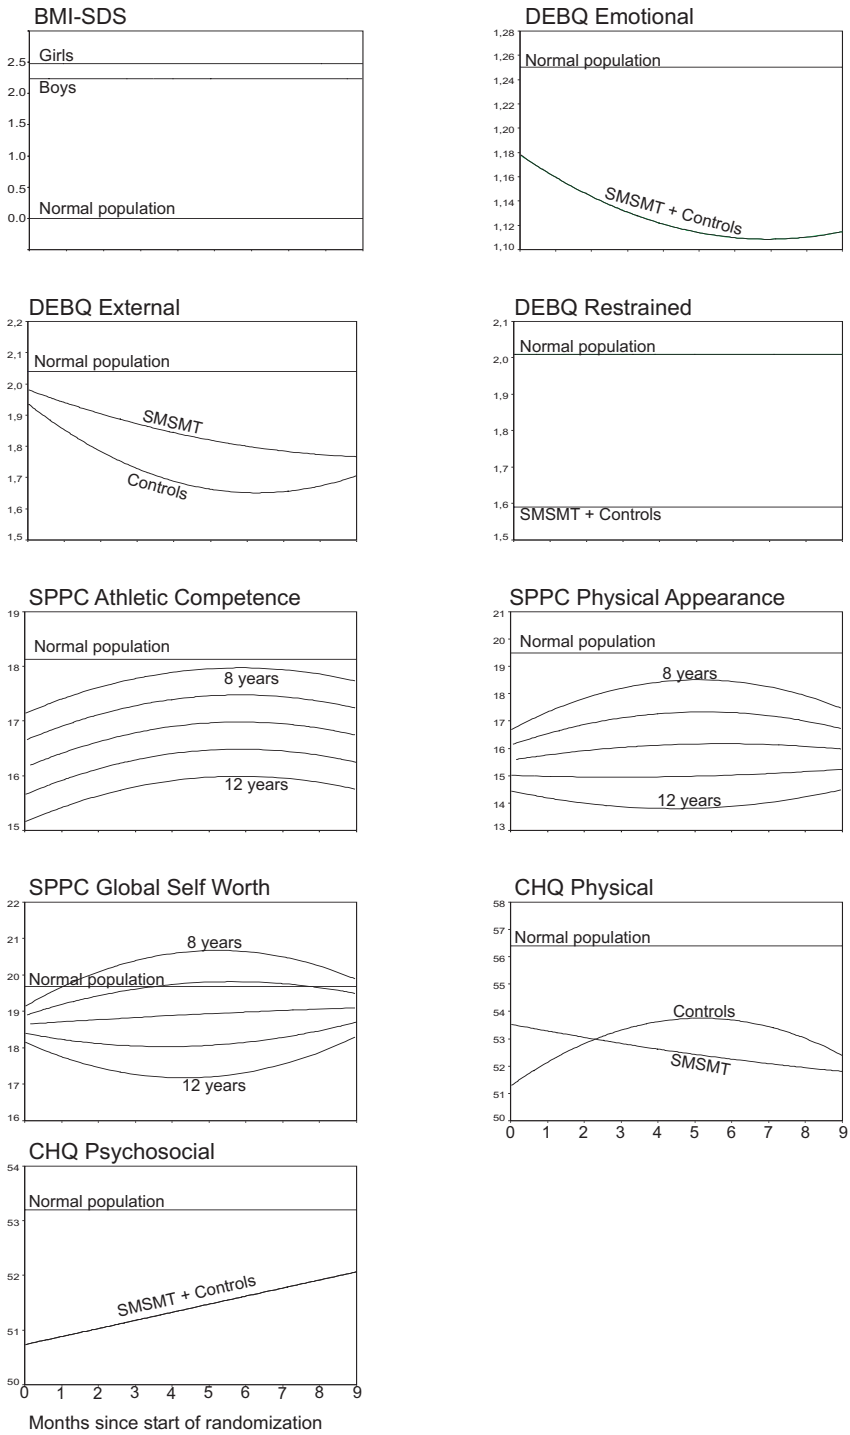 BMI-SDS
2.5
2.0
1.5
1.0
0.5
0.0
Girls
Boys
Normal population
DEBQ Emotional
1,28
1,26
1,24
1,22
1,20
1,18
1,16
1,14
1,12
1,10
Normal population
SMSMT + Controls
DEBQ External
2,2
2,1
2,0
1,9
1,8
1,7
1,6
1,5
Normal population
SMSMT
Controls
DEBQ Restrained
2,1
2,0
1,9
1,8
1,7
1,6
1,5
Normal population
SMSMT + Controls
SPPC Athletic Competence
19
18
17
16
15
Normal population
8 years
12 years
SPPC Physical Appearance
21
20
19
18
17
16
15
14
13
Normal population
8 years
12 years
SPPC Global Self Worth
22
21
20
19
18
17
16
8 years
Normal population
12 years
CHQ Physical
58
57
56
55
54
53
52
51
50
Normal population
Controls
SMSMT
0 1 2 3 4 5 6 7 8 9
CHQ Psychosocial
54
53
52
51
50
Normal population
SMSMT + Controls
0 1 2 3 4 5 6 7 8 9
Months since start of randomization